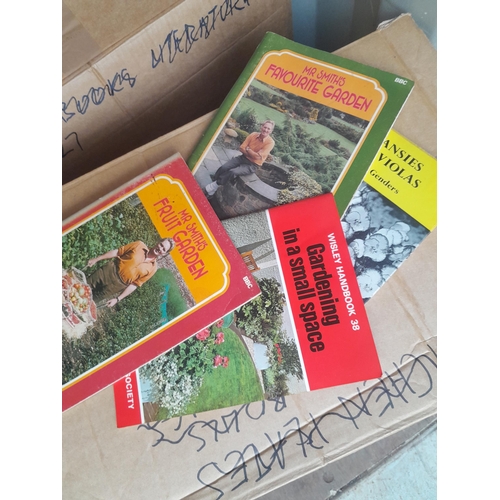 LITERATURE
MR SMITH'S
FAVOURITE GARDEN
BBC
PANSIES
VIOLAS
Genders
MR SMITH'S
FRUIT GARDEN
BBC
WISLEY HANDBOOK 38
Gardening
in a small space
SOCIETY
PLATES